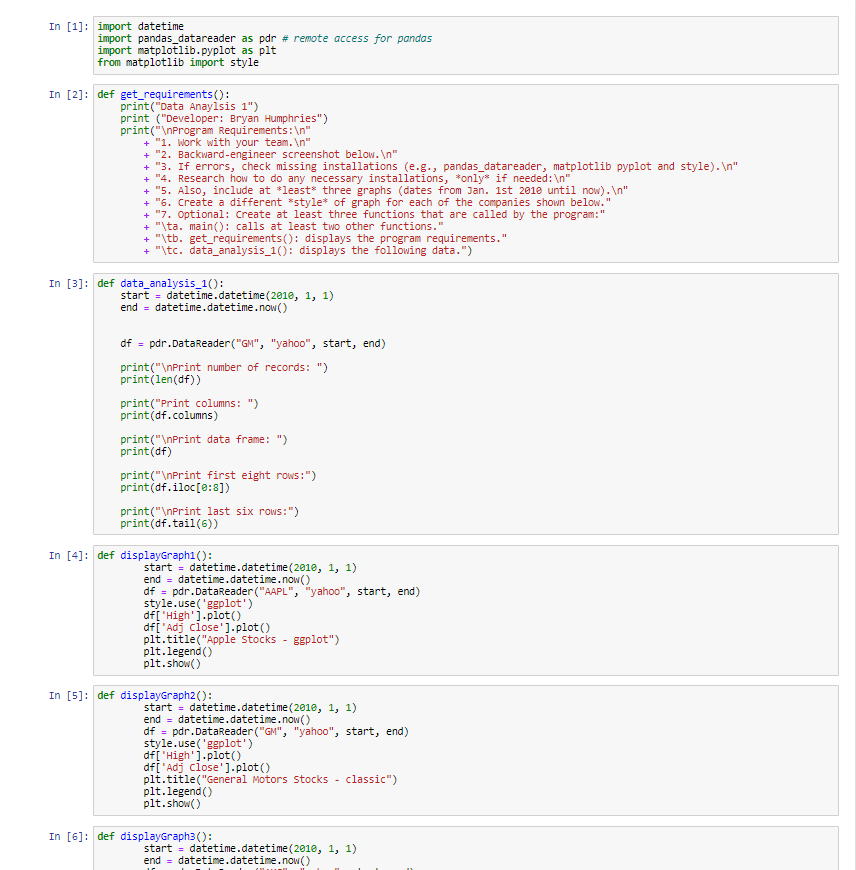 In [1]: import datetime
import pandas_datareader as pdr # remote access for pandas
import matplotlib.pyplot as plt
from matplotlib import style
In [2]: def get_requirements():
print("Data Anaylsis 1")
print ("Developer: Bryan Humphries")
print("\nProgram Requirements:\n"
+ "1. Work with your team.\n"
+ "2. Backward-engineer screenshot below.\n"
+ "3. If errors, check missing installations (e.g., pandas_datareader, matplotlib pyplot and style).\n"
+ "4. Research how to do any necessary installations, *only* if needed:\n"
+ "5. Also, include at *least* three graphs (dates from Jan. 1st 2010 until now).\n"
+ "6. Create a different *style* of graph for each of the companies shown below."
+ "7. Optional: Create at least three functions that are called by the program:"
+ "\ta. main(): calls at least two other functions."
+ "\tb. get_requirements(): displays the program requirements."
+ "\tc. data_analysis_1(): displays the following data.")
In [3]: def data_analysis_1():
start = datetime.datetime(2010, 1, 1)
end = datetime.datetime.now()
df = pdr.DataReader("GM", "yahoo", start, end)
print("\nPrint number of records: ")
print(len(df))
print("Print columns: ")
print(df.columns)
print("\nPrint data frame: ")
print(df)
print("\nPrint first eight rows:")
print(df.iloc[0:8])
print("\nPrint last six rows:")
print(df.tail(6))
In [4]: def displayGraph1():
start = datetime.datetime(2010, 1, 1)
end = datetime.datetime.now()
df = pdr.DataReader("AAPL", "yahoo", start, end)
style.use('ggplot')
df['High'].plot()
df['Adj Close'].plot()
plt.title("Apple Stocks - ggplot")
plt.legend()
plt.show()
In [5]: def displayGraph2():
start = datetime.datetime(2010, 1, 1)
end = datetime.datetime.now()
df = pdr.DataReader("GM", "yahoo", start, end)
style.use('ggplot')
df['High'].plot()
df['Adj Close'].plot()
plt.title("General Motors Stocks - classic")
plt.legend()
plt.show()
In [6]: def displayGraph3():
start = datetime.datetime(2010, 1, 1)
end = datetime.datetime.now()